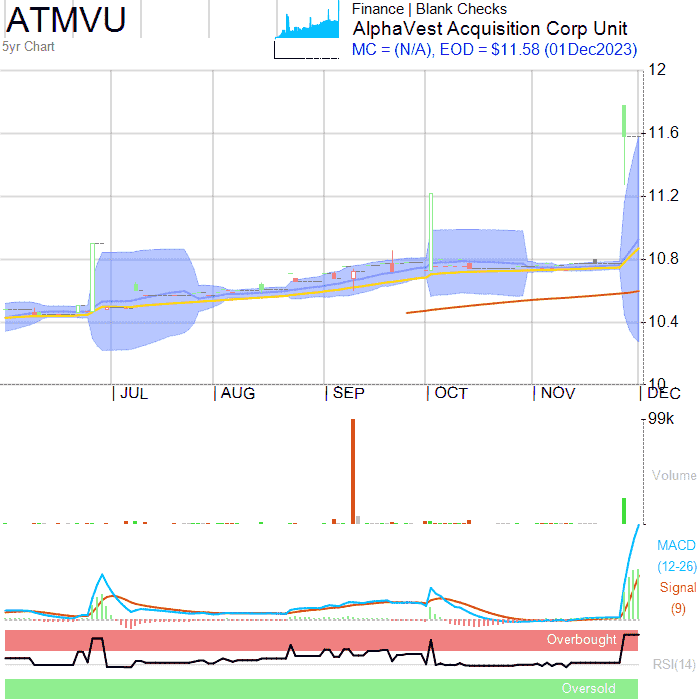 ATMVU
5yr Chart
Finance | Blank Checks
AlphaVest Acquisition Corp Unit
MC = (N/A), EOD = $11.58 (01Dec2023)
12
11.6
11.2
10.8
10.4
10
JUL AUG SEP OCT NOV DEC
99k
Volume
MACD
(12-26)
Signal
(9)
Overbought
RSI(14)
Oversold